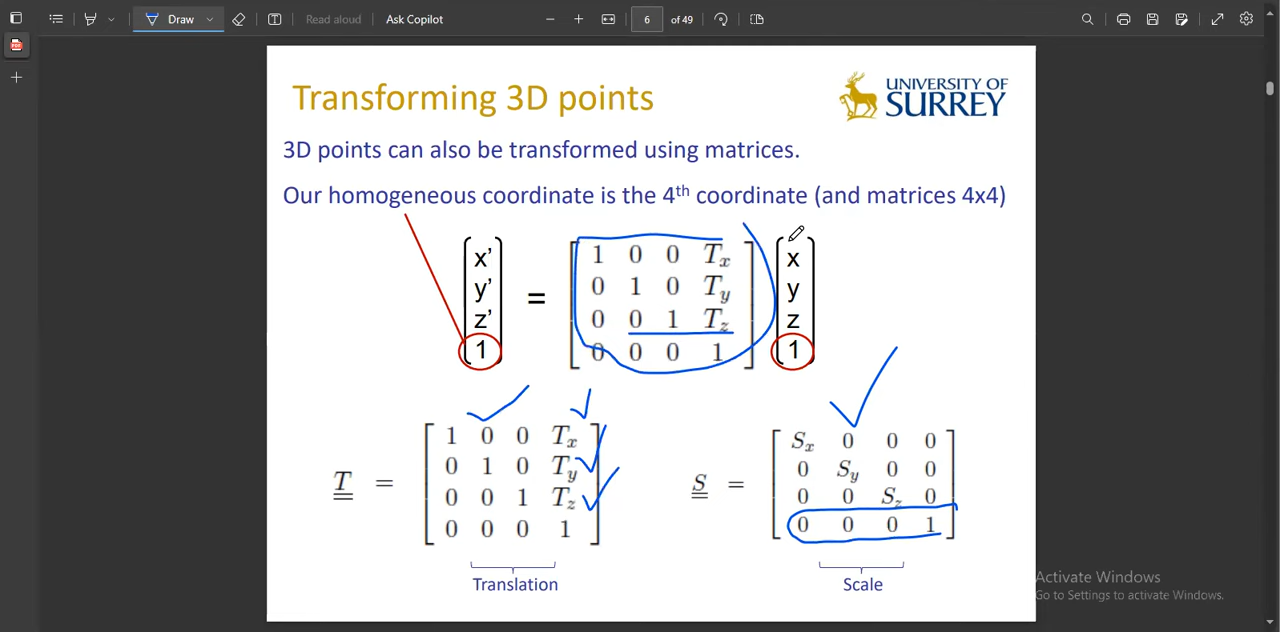 Draw
Read aloud
Ask Copilot
6 of 49
Transforming 3D points
UNIVERSITY OF
SURREY
3D points can also be transformed using matrices.
Our homogeneous coordinate is the 4th coordinate (and matrices 4x4)
x' 1 0 0 Tx x
y' 0 1 0 Ty y
=
z' 0 0 1 Tz z
1 0 0 0 1 1
1 0 0 Tx
0 1 0 Ty
T =
0 0 1 Tz
0 0 0 1
Translation
Sx 0 0 0
0 Sy 0 0
S =
0 0 Sz 0
0 0 0 1
Scale
Activate Windows
Go to Settings to activate Windows.